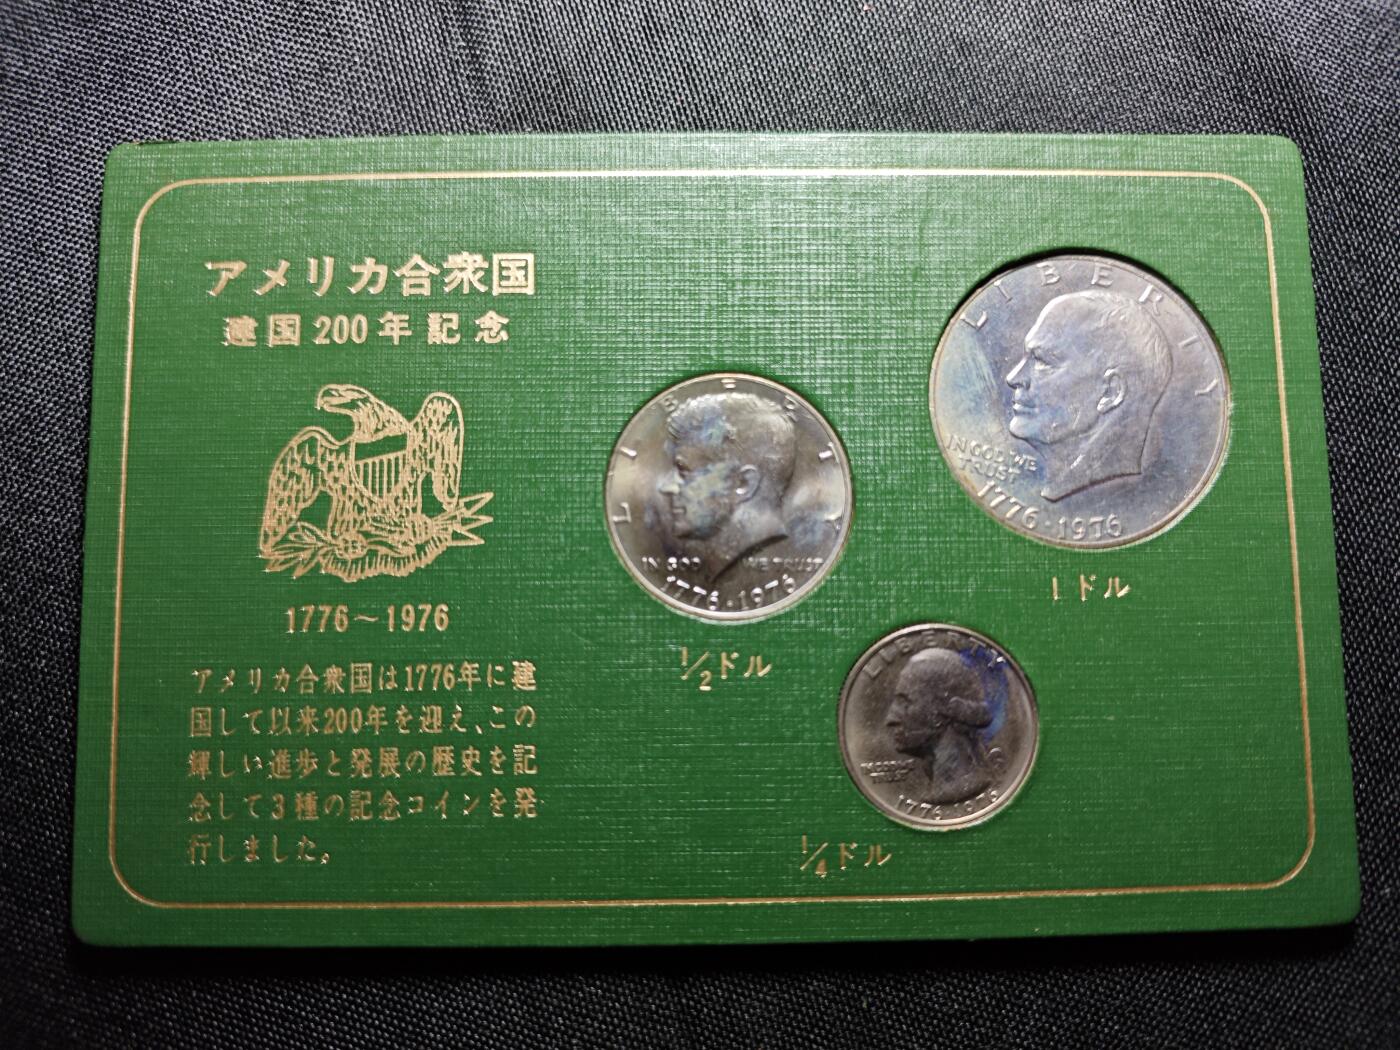 アメリカ合衆国
建国200年記念
1776～1976
アメリカ合衆国は1776年に建
国して以来200年を迎え、この
輝しい進歩と発展の歴史を記
念して3種の記念コインを発
行しました。
LIBERTY
IN GOD WE TRUST
1776・1976
1/2ドル
LIBERTY
IN GOD WE
TRUST
1776・1976
1ドル
LIBERTY
IN GOD WE
TRUST
1776・1976
1/4ドル